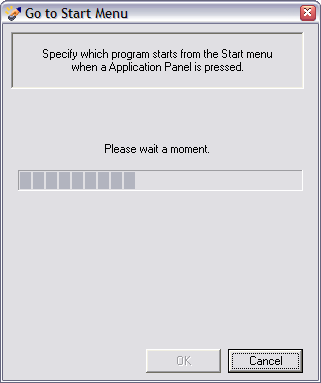 Go to Start Menu
Specify which program starts from the Start menu
when a Application Panel is pressed.
Please wait a moment.
OK
Cancel